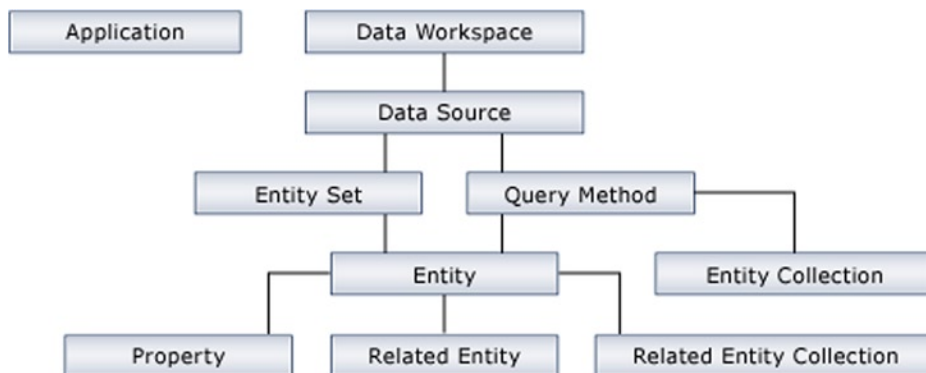 Application
Data Workspace
Data Source
Entity Set
Query Method
Entity
Entity Collection
Property
Related Entity
Related Entity Collection